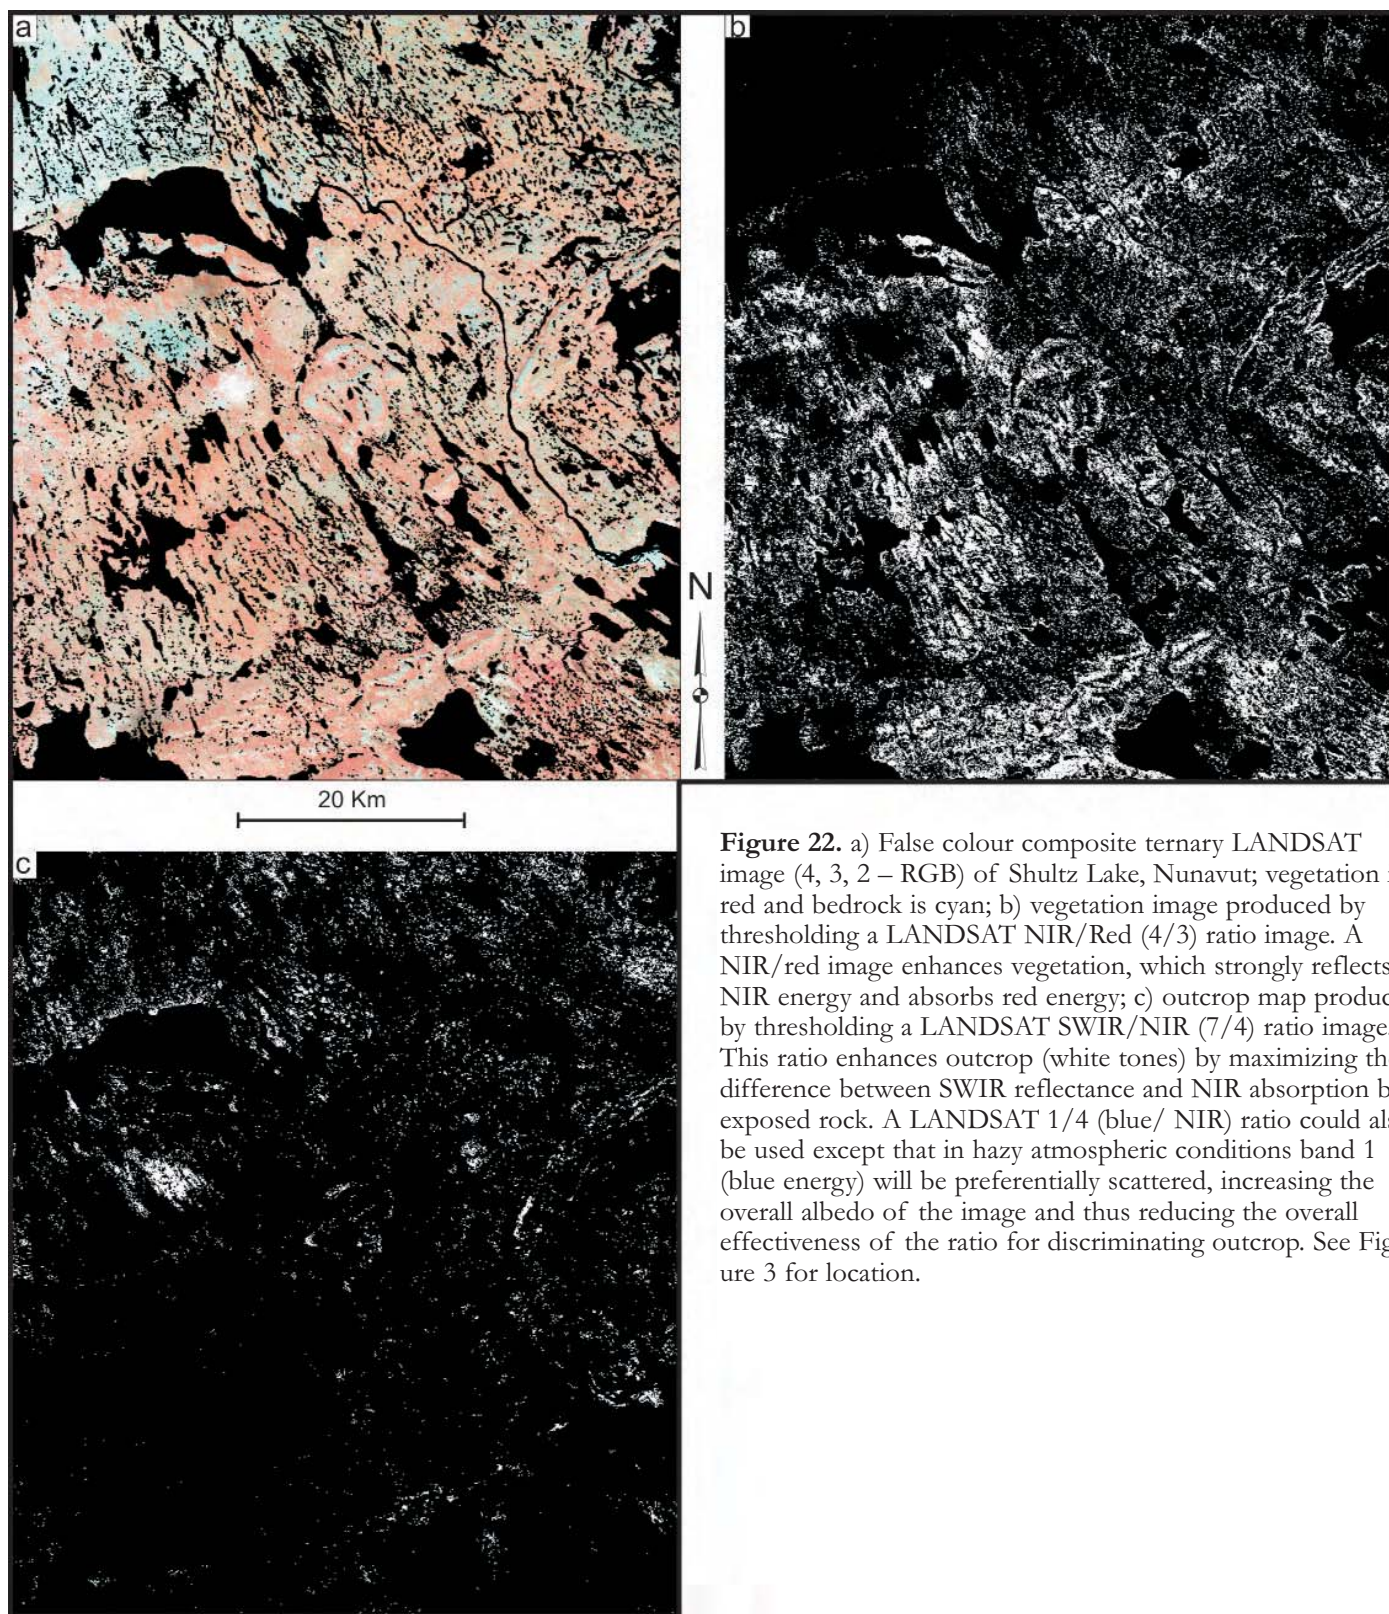 a
b
N
20 Km
c
Figure 22. a) False colour composite ternary LANDSAT
image (4, 3, 2 – RGB) of Shultz Lake, Nunavut; vegetation
red and bedrock is cyan; b) vegetation image produced by
thresholding a LANDSAT NIR/Red (4/3) ratio image. A
NIR/red image enhances vegetation, which strongly reflects
NIR energy and absorbs red energy; c) outcrop map produc
by thresholding a LANDSAT SWIR/NIR (7/4) ratio image.
This ratio enhances outcrop (white tones) by maximizing th
difference between SWIR reflectance and NIR absorption b
exposed rock. A LANDSAT 1/4 (blue/ NIR) ratio could als
be used except that in hazy atmospheric conditions band 1
(blue energy) will be preferentially scattered, increasing the
overall albedo of the image and thus reducing the overall
effectiveness of the ratio for discriminating outcrop. See Fig
ure 3 for location.